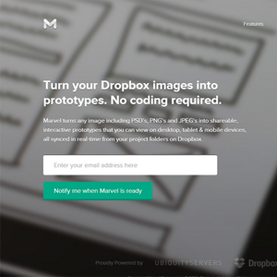 Features
Turn your Dropbox images into
prototypes. No coding required.
Marvel turns any image including PSD's, PNG's and JPEG's into shareable,
interactive prototypes that you can view on desktop, tablet & mobile devices,
all synced in real-time from your project folders on Dropbox.
Enter your email address here
Notify me when Marvel is ready
Proudly Powered by UBIQUITYSERVERS Dropbox